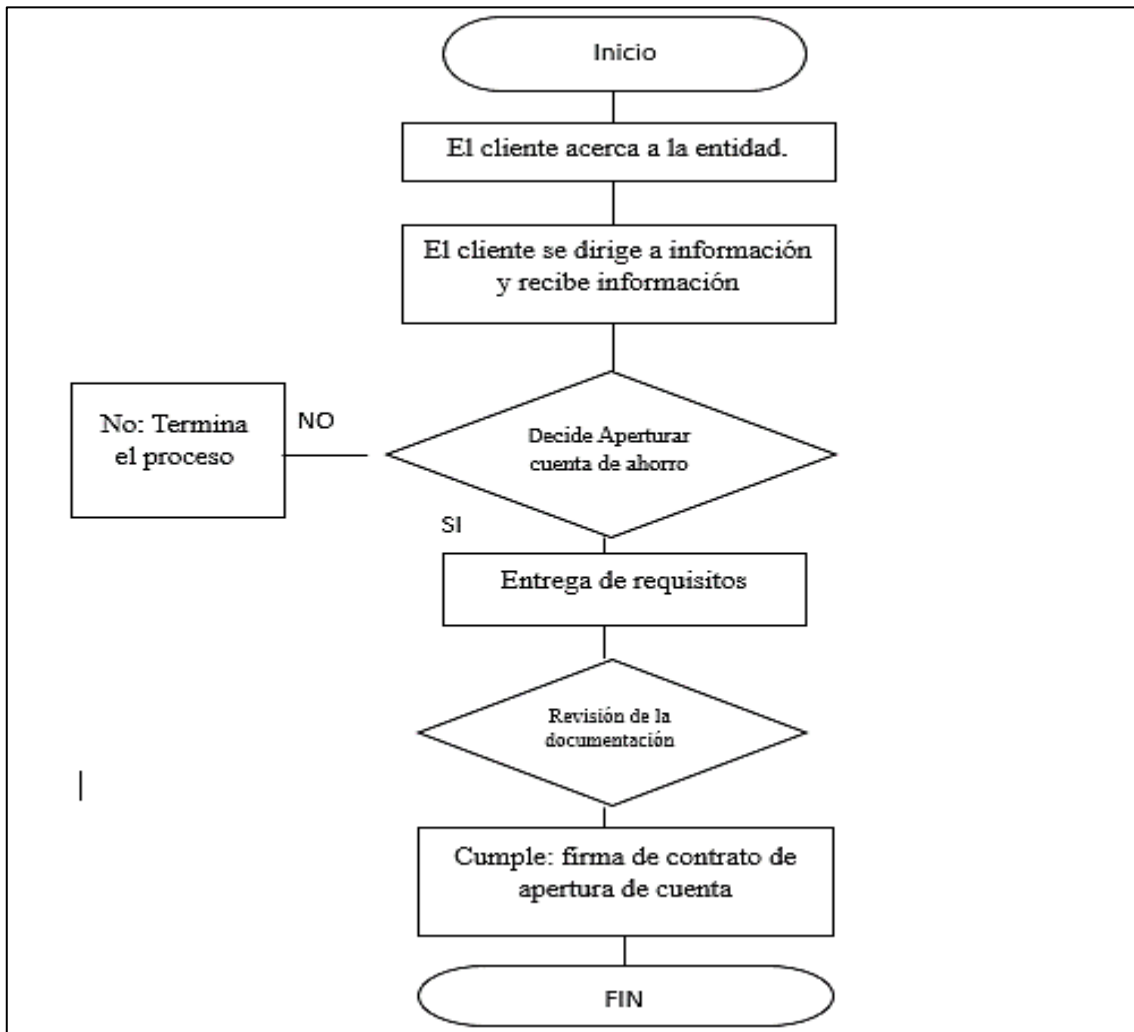 Inicio
El cliente acerca a la entidad.
El cliente se dirige a información
y recibe información
No: Termina
el proceso
NO
Decide Aperturar
cuenta de ahorro
SI
Entrega de requisitos
Revisión de la
documentación
Cumple: firma de contrato de
apertura de cuenta
FIN